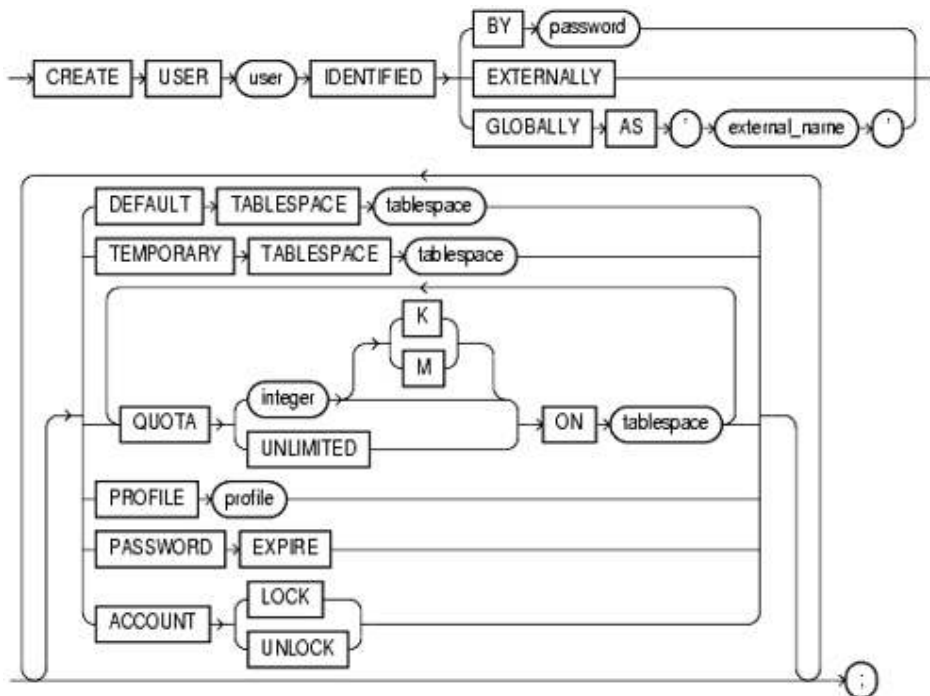 BY password
CREATE USER user IDENTIFIED EXTERNALLY
GLOBALLY AS ' external_name '
DEFAULT TABLESPACE tablespace
TEMPORARY TABLESPACE tablespace
K
M
integer
QUOTA ON tablespace
UNLIMITED
PROFILE profile
PASSWORD EXPIRE
LOCK
ACCOUNT
UNLOCK
;